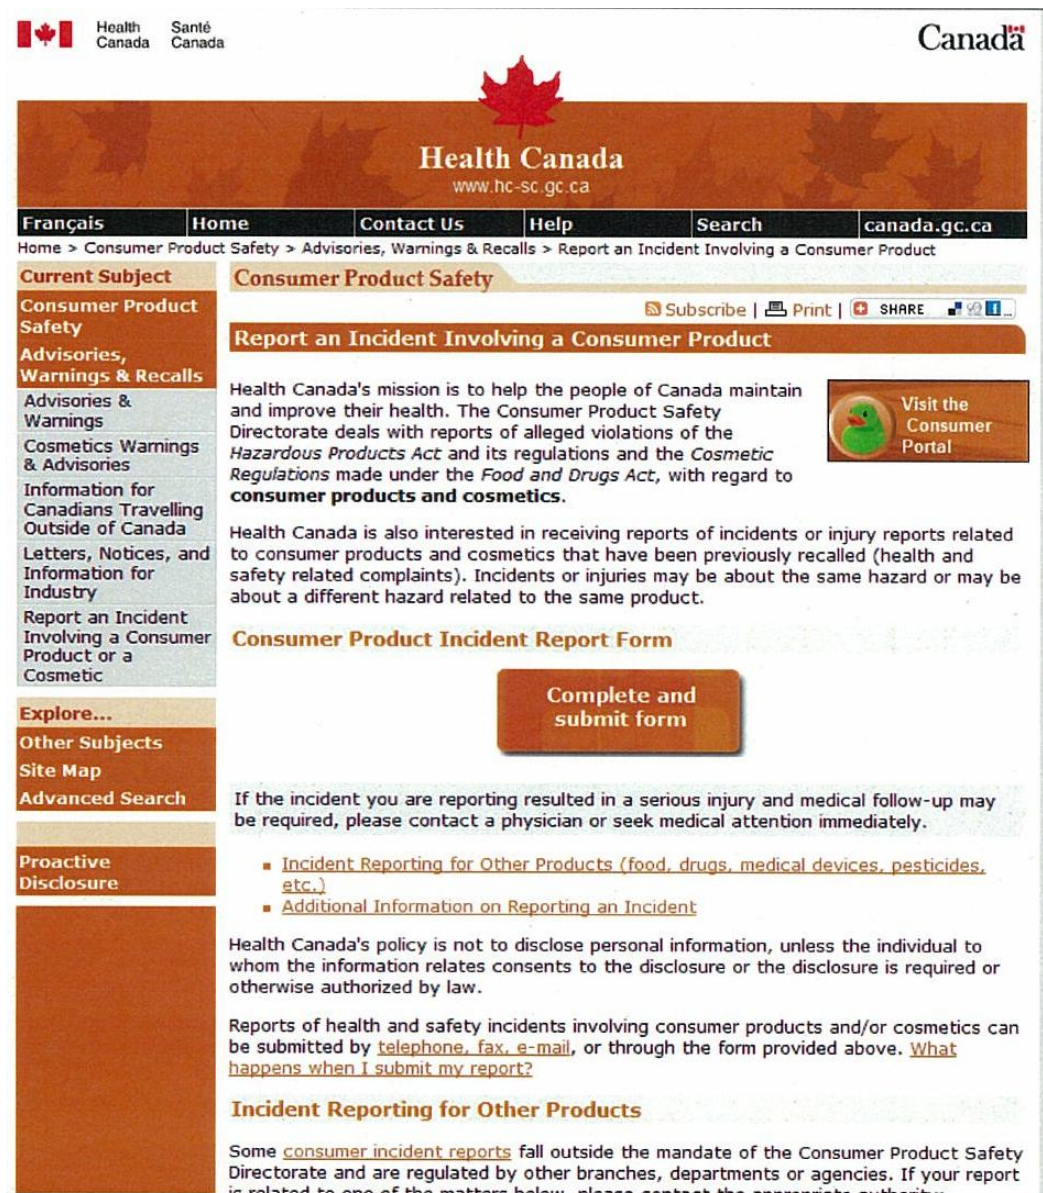 Health Canada
Santé Canada
Canada
Health Canada
www.hc-sc.gc.ca
Français Home Contact Us Help Search canada.gc.ca
Home > Consumer Product Safety > Advisories, Warnings & Recalls > Report an Incident Involving a Consumer Product
Current Subject
Consumer Product
Safety
Advisories,
Warnings & Recalls
Advisories &
Warnings
Cosmetics Warnings
& Advisories
Information for
Canadians Travelling
Outside of Canada
Letters, Notices, and
Information for
Industry
Report an Incident
Involving a Consumer
Product or a
Cosmetic
Explore...
Other Subjects
Site Map
Advanced Search
Proactive
Disclosure
Consumer Product Safety
Subscribe | Print | SHARE ...
Report an Incident Involving a Consumer Product
Health Canada's mission is to help the people of Canada maintain
and improve their health. The Consumer Product Safety
Directorate deals with reports of alleged violations of the
Hazardous Products Act and its regulations and the Cosmetic
Regulations made under the Food and Drugs Act, with regard to
consumer products and cosmetics.
Visit the
Consumer
Portal
Health Canada is also interested in receiving reports of incidents or injury reports related
to consumer products and cosmetics that have been previously recalled (health and
safety related complaints). Incidents or injuries may be about the same hazard or may be
about a different hazard related to the same product.
Consumer Product Incident Report Form
Complete and
submit form
If the incident you are reporting resulted in a serious injury and medical follow-up may
be required, please contact a physician or seek medical attention immediately.
Incident Reporting for Other Products (food, drugs, medical devices, pesticides,
etc.)
Additional Information on Reporting an Incident
Health Canada's policy is not to disclose personal information, unless the individual to
whom the information relates consents to the disclosure or the disclosure is required or
otherwise authorized by law.
Reports of health and safety incidents involving consumer products and/or cosmetics can
be submitted by telephone, fax, e-mail, or through the form provided above. What
happens when I submit my report?
Incident Reporting for Other Products
Some consumer incident reports fall outside the mandate of the Consumer Product Safety
Directorate and are regulated by other branches, departments or agencies. If your report
is related to one of the matters below, please contact the appropriate authority: